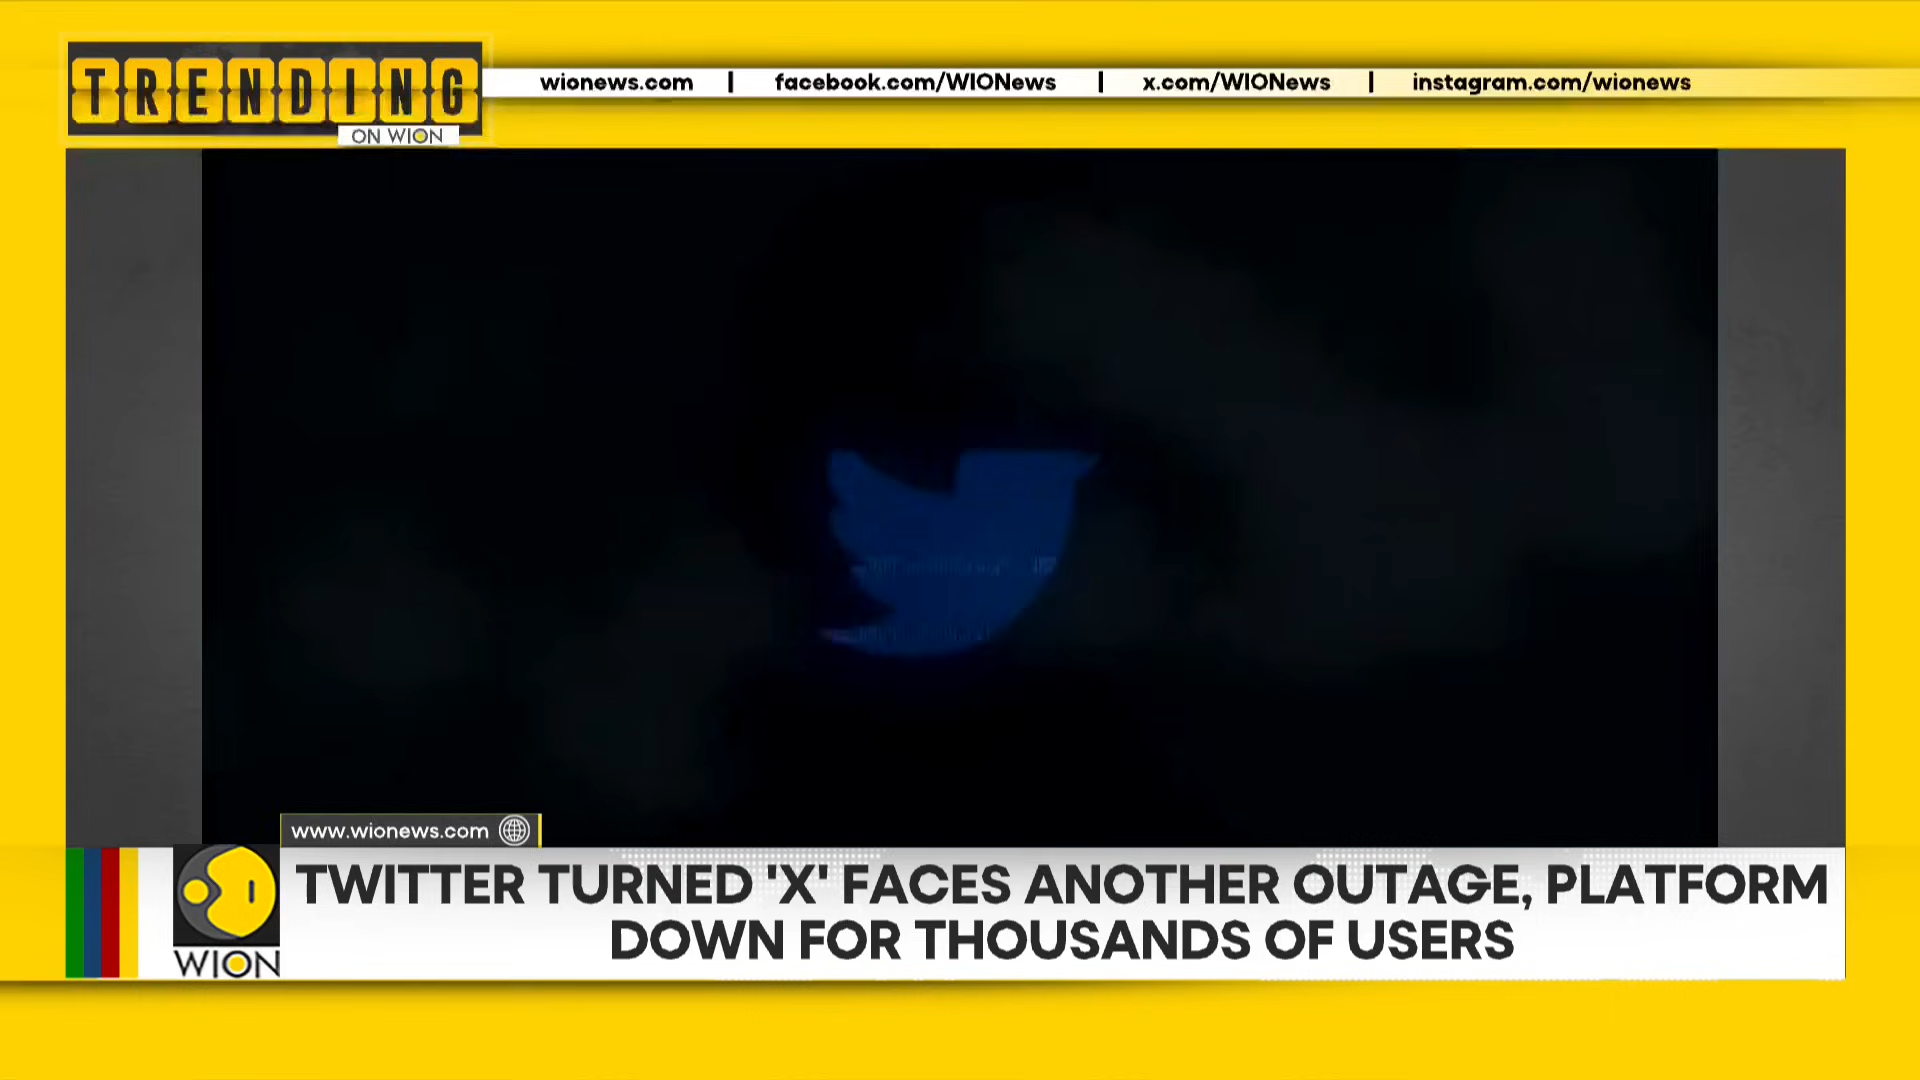 TRENDING
ON WION
wionews.com | facebook.com/WIONews | x.com/WIONews | instagram.com/wionews
www.wionews.com
WION
TWITTER TURNED 'X' FACES ANOTHER OUTAGE, PLATFORM
DOWN FOR THOUSANDS OF USERS